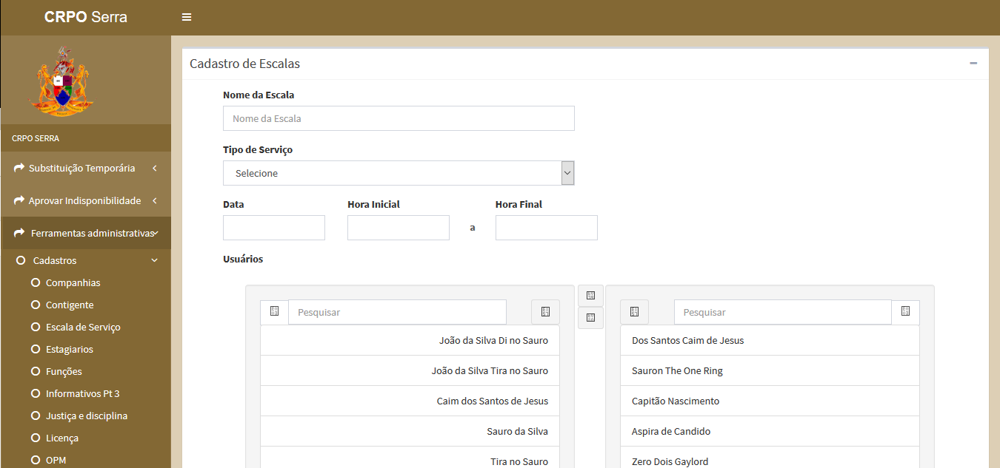 CRPO Serra
CRPO SERRA
Substituição Temporária
Aprovar Indisponibilidade
Ferramentas administrativas
Cadastros
Companhias
Contigente
Escala de Serviço
Estagiarios
Funções
Informativos Pt 3
Justiça e disciplina
Licença
OPM
Cadastro de Escalas
Nome da Escala
Nome da Escala
Tipo de Serviço
Selecione
Data Hora Inicial Hora Final
a
Usuários
Pesquisar
João da Silva Di no Sauro
João da Silva Tira no Sauro
Caim dos Santos de Jesus
Sauro da Silva
Tira no Sauro
Pesquisar
Dos Santos Caim de Jesus
Sauron The One Ring
Capitão Nascimento
Aspira de Candido
Zero Dois Gaylord